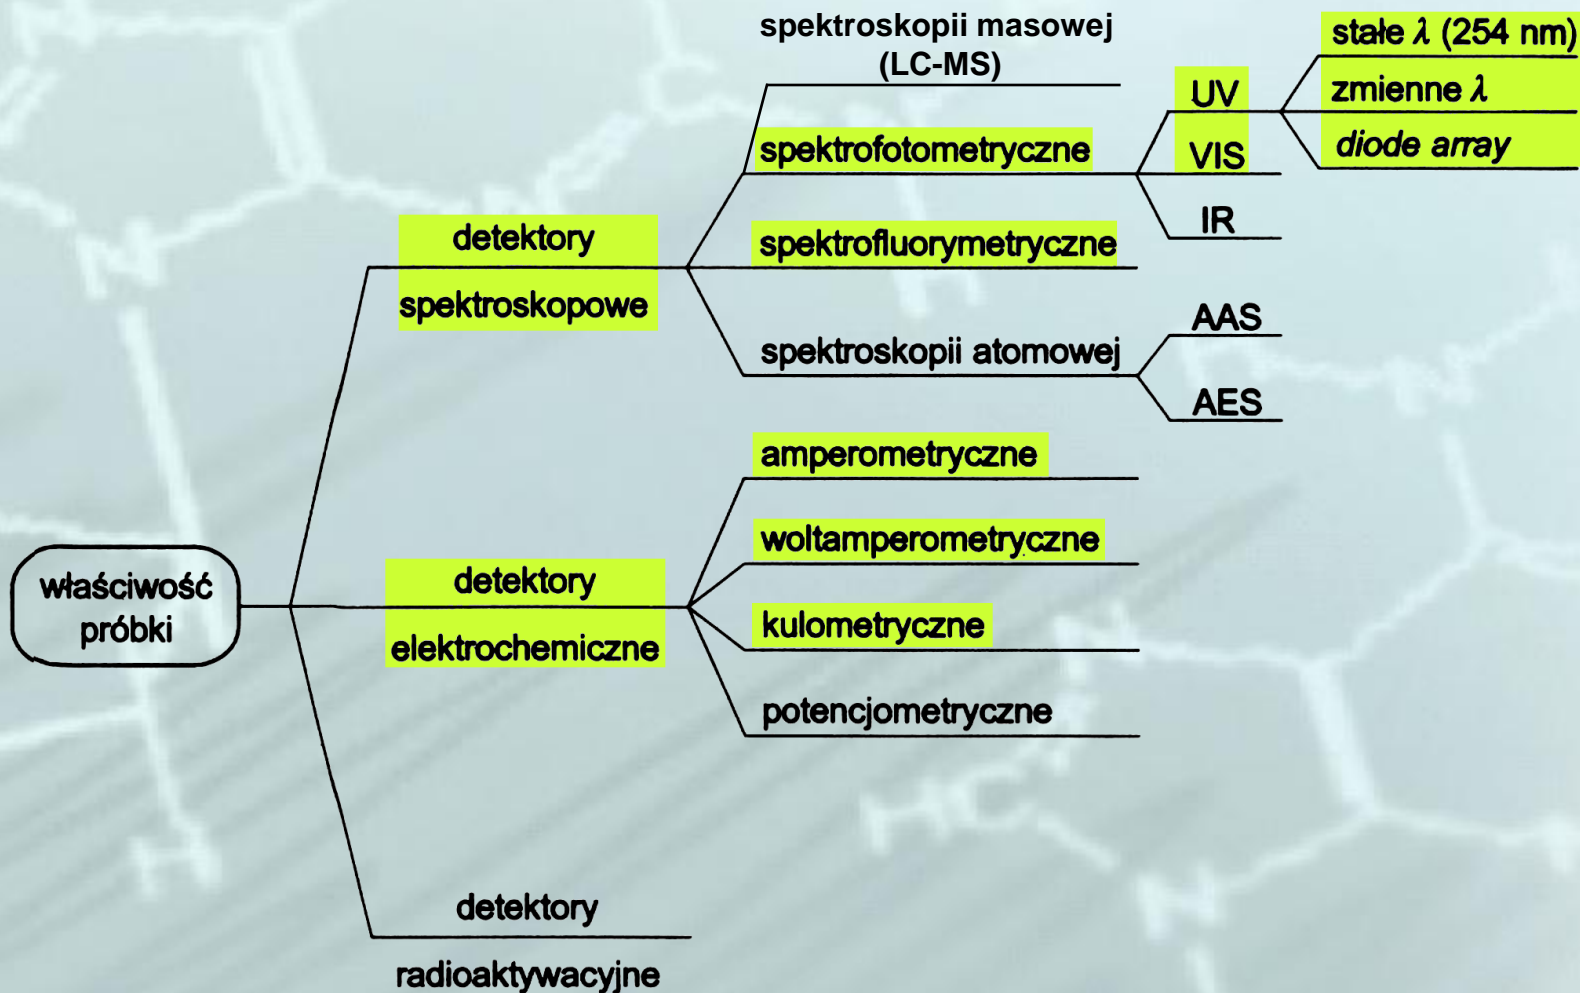 spektroskopii masowej
(LC-MS)
stałe λ (254 nm)
UV
zmienne λ
spektrofotometryczne
VIS
diode array
IR
detektory
spektroskopowe
spektrofluorymetryczne
AAS
spektroskopii atomowej
AES
amperometryczne
woltamperometryczne
właściwość
próbki
detektory
elektrochemiczne
kulometryczne
potencjometryczne
detektory
radioaktywacyjne
N
N
H
H
N
N
HC
N
N